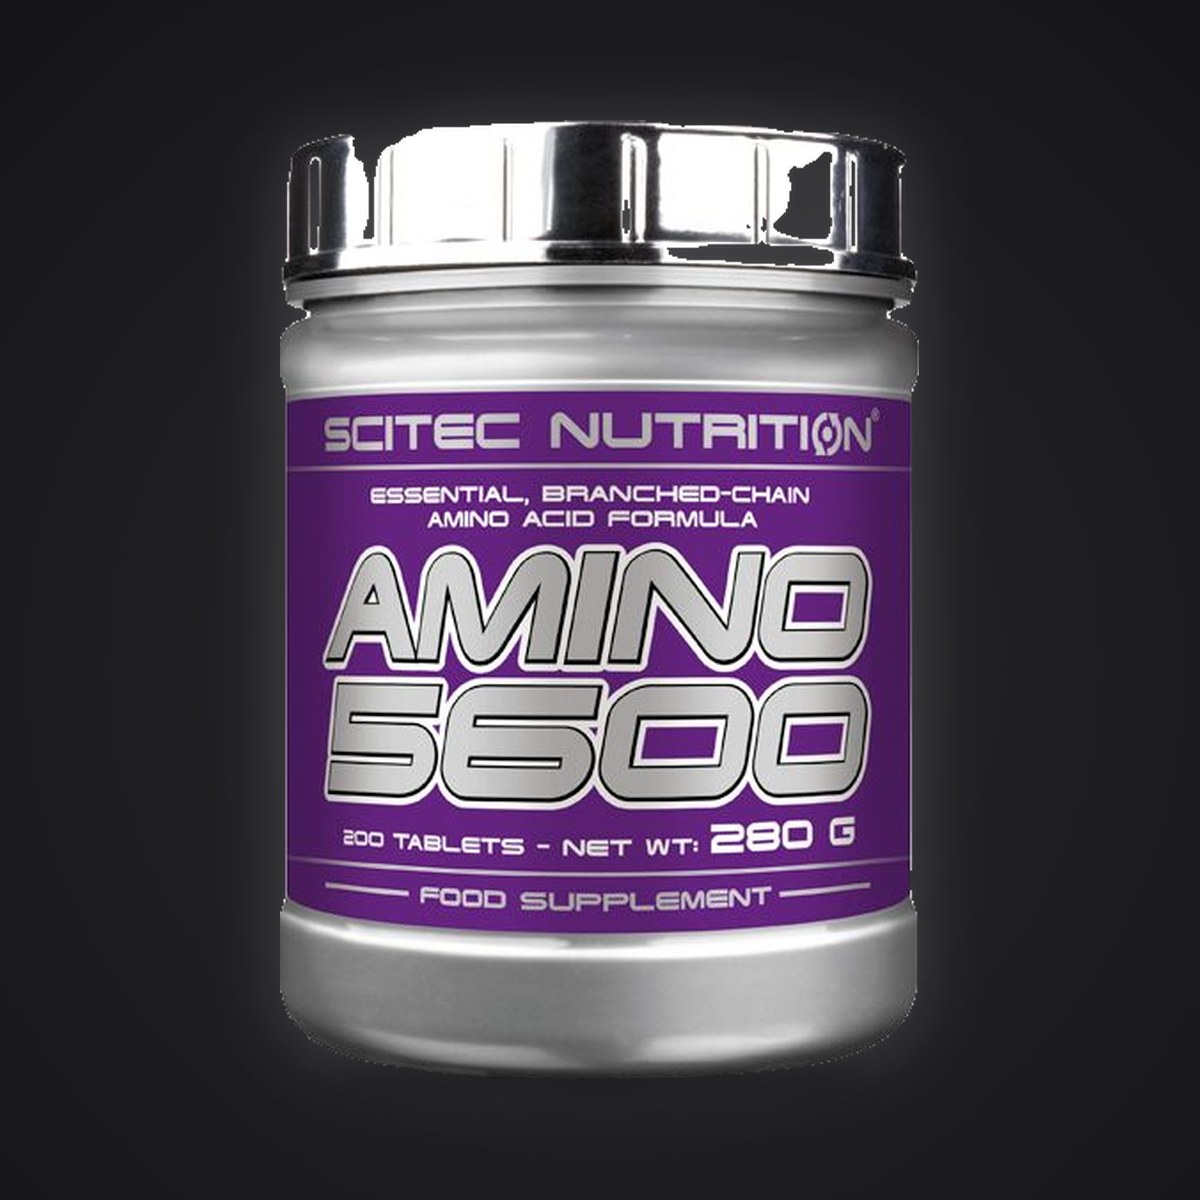 SCITEC NUTRITION®
ESSENTIAL, BRANCHED-CHAIN
AMINO ACID FORMULA
AMINO
5600
200 TABLETS - NET WT: 280 G
FOOD SUPPLEMENT